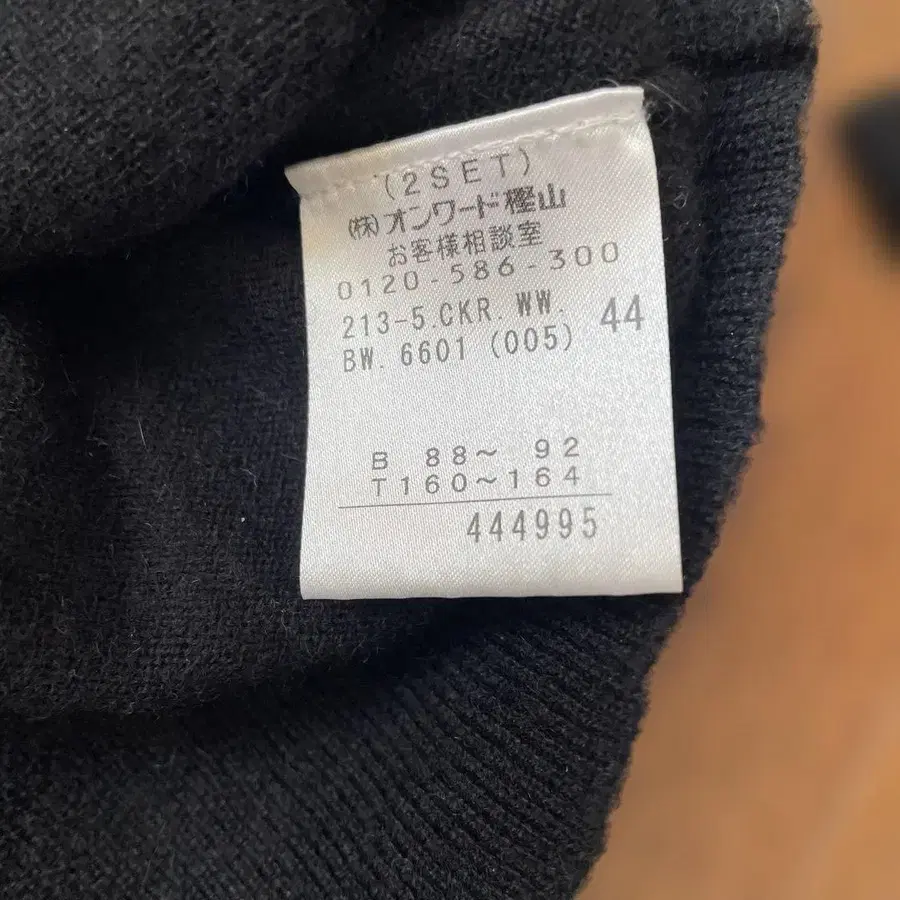 (2SET)
(株)オンワード樫山
お客様相談室
0120-586-300
213-5.CKR.WW. 44
BW.6601 (005)
B 88~ 92
T160~164
444995